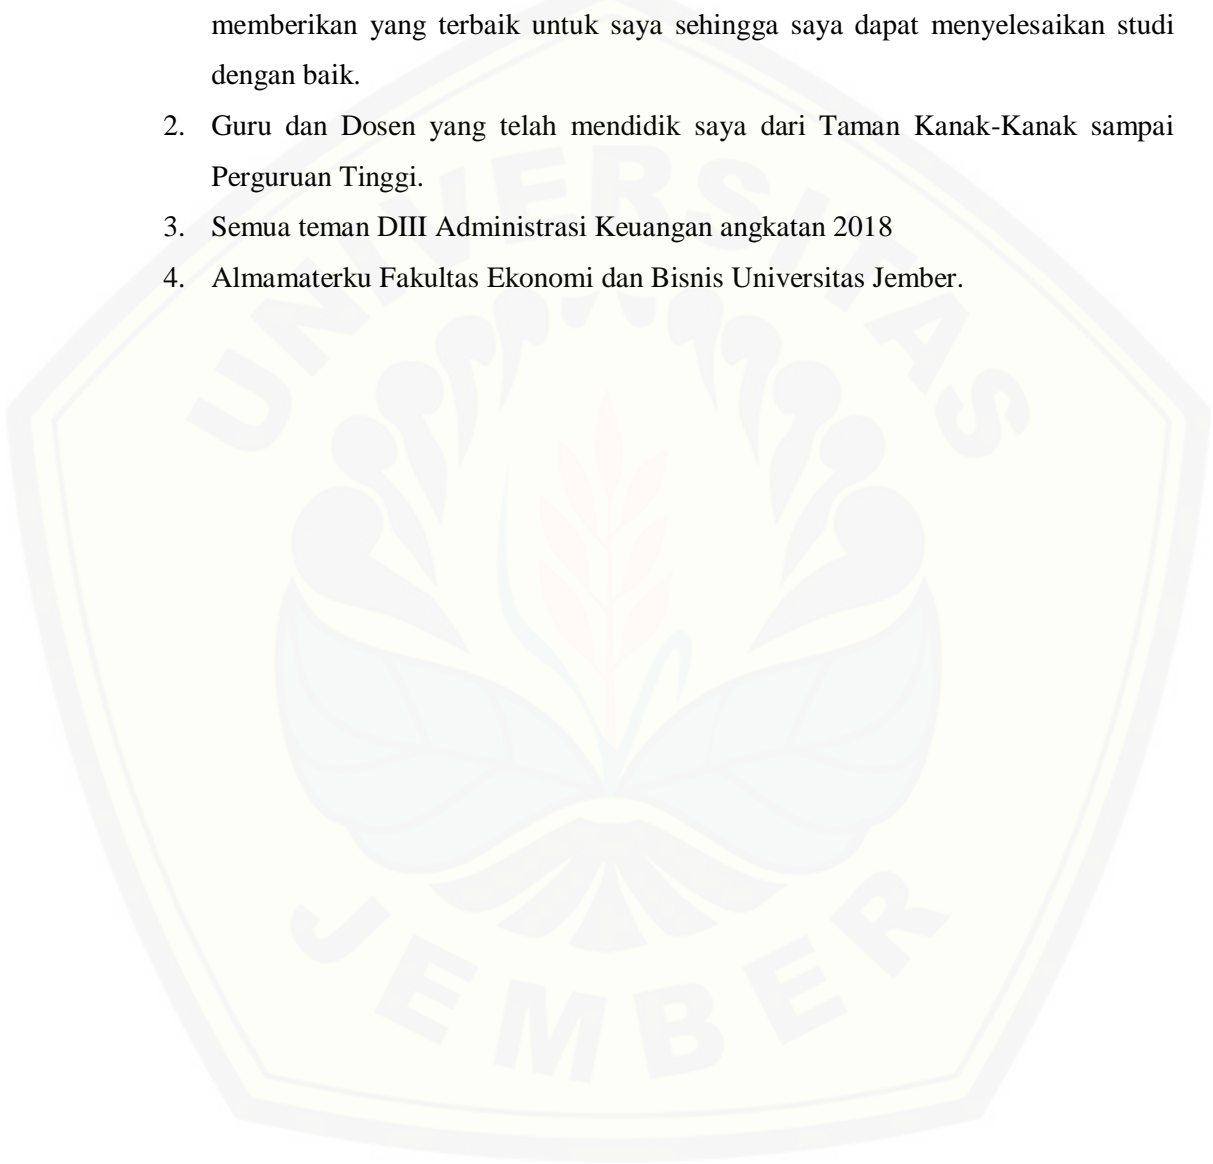 memberikan yang terbaik untuk saya sehingga saya dapat menyelesaikan studi
dengan baik.
2. Guru dan Dosen yang telah mendidik saya dari Taman Kanak-Kanak sampai
Perguruan Tinggi.
3. Semua teman DIII Administrasi Keuangan angkatan 2018
4. Almamaterku Fakultas Ekonomi dan Bisnis Universitas Jember.
UNIVERSITAS
JEMBER